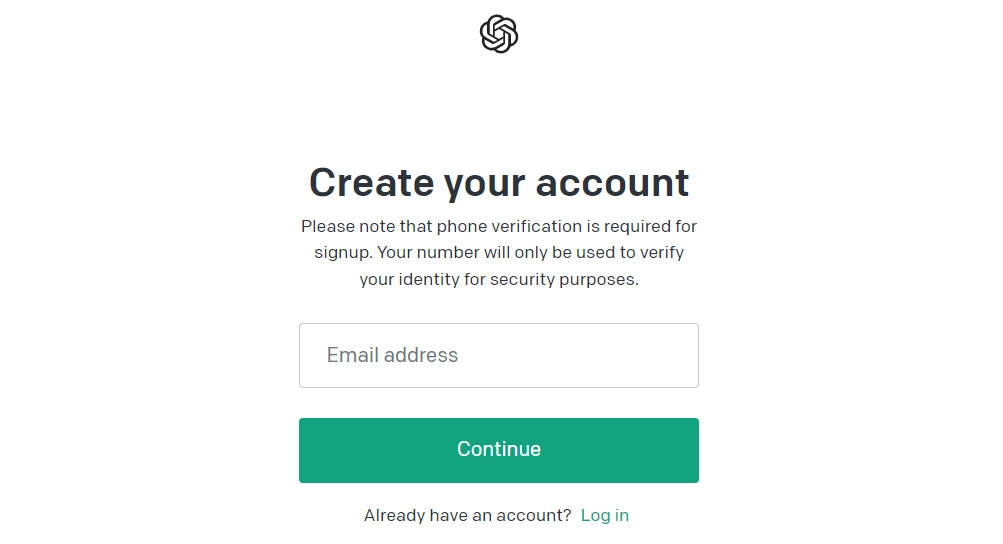 Create your account
Please note that phone verification is required for
signup. Your number will only be used to verify
your identity for security purposes.
Email address
Continue
Already have an account? Log in